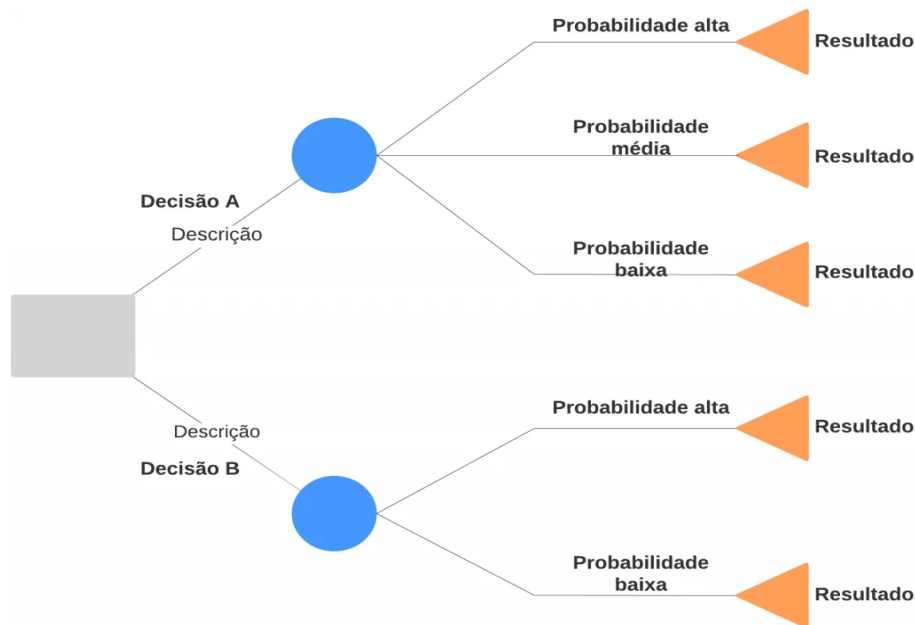 Probabilidade alta
Resultado
Probabilidade
média
Resultado
Decisão A
Descrição
Probabilidade
baixa
Resultado
Probabilidade alta
Resultado
Descrição
Decisão B
Probabilidade
baixa
Resultado